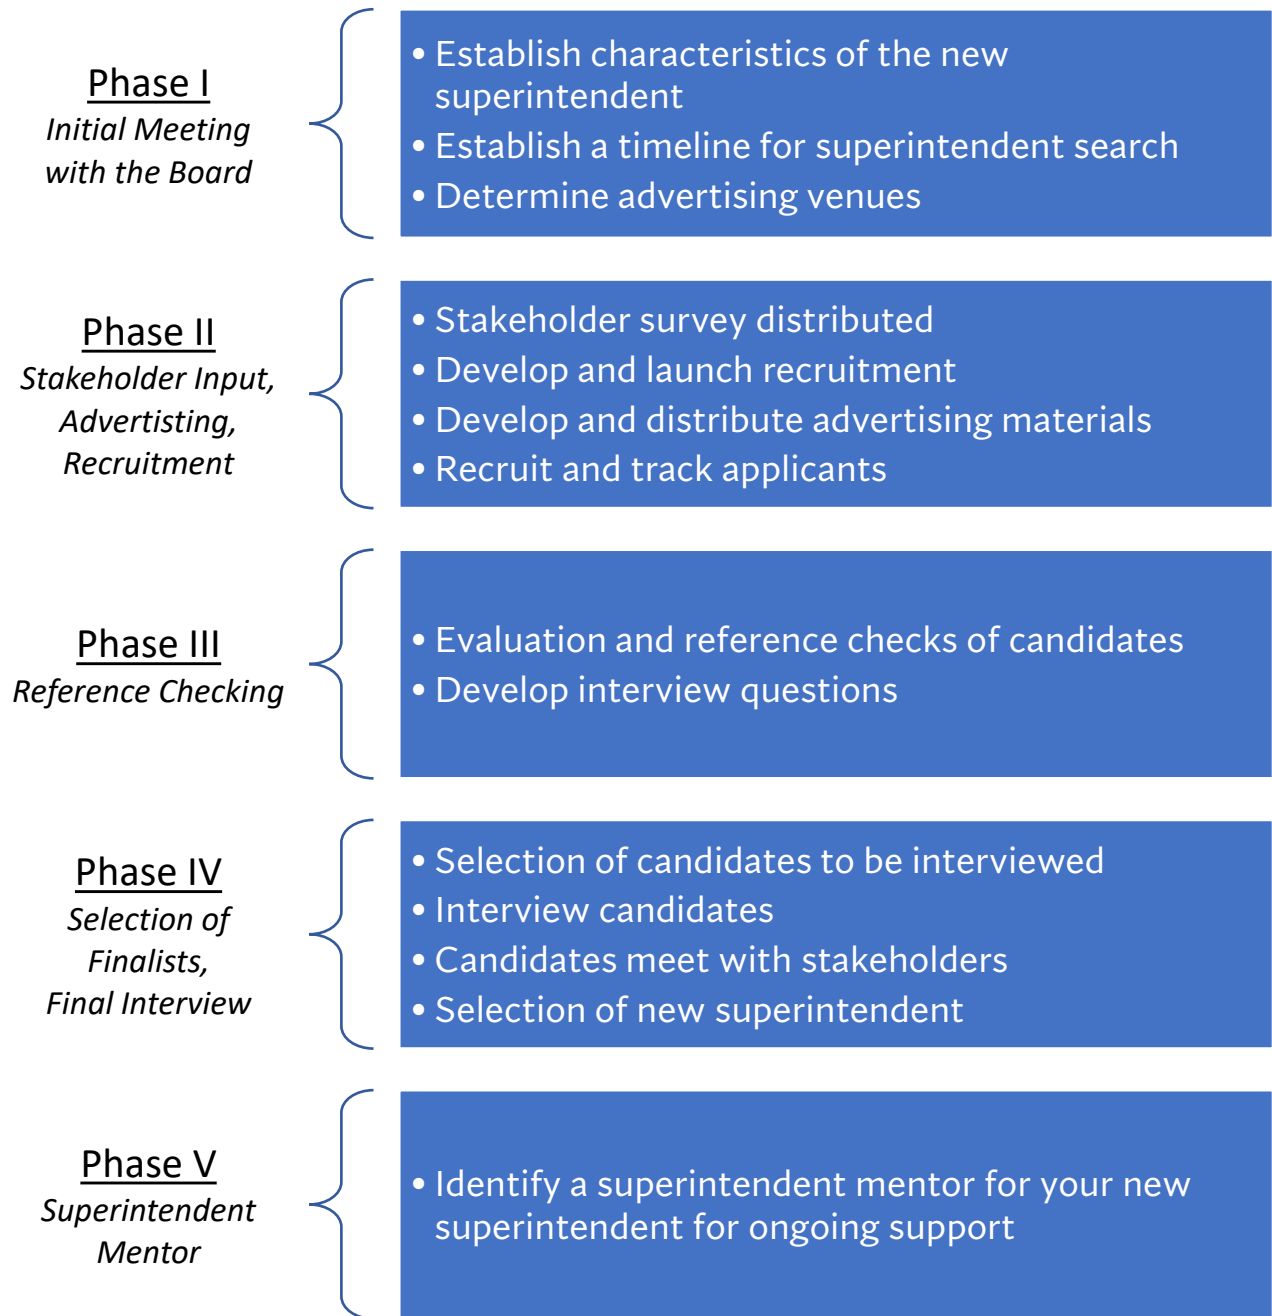 Phase I
Initial Meeting
with the Board
• Establish characteristics of the new
superintendent
• Establish a timeline for superintendent search
• Determine advertising venues
Phase II
Stakeholder Input,
Advertisting,
Recruitment
• Stakeholder survey distributed
• Develop and launch recruitment
• Develop and distribute advertising materials
• Recruit and track applicants
Phase III
Reference Checking
• Evaluation and reference checks of candidates
• Develop interview questions
Phase IV
Selection of
Finalists,
Final Interview
• Selection of candidates to be interviewed
• Interview candidates
• Candidates meet with stakeholders
• Selection of new superintendent
Phase V
Superintendent
Mentor
• Identify a superintendent mentor for your new
superintendent for ongoing support